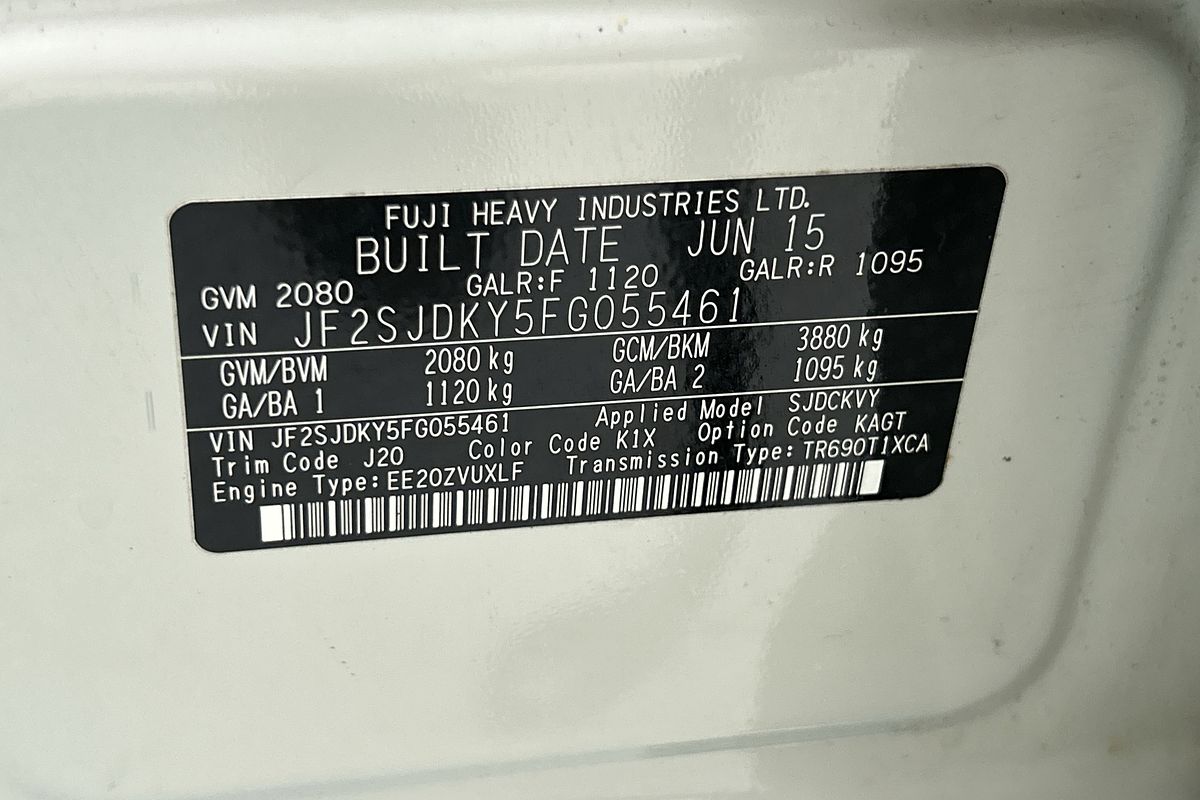 FUJI HEAVY INDUSTRIES LTD.
BUILT DATE JUN 15
GVM 2080 GALR:F 1120 GALR:R 1095
VIN JF2SJDKY5FG055461
GVM/BVM 2080 kg GCM/BKM 3880 kg
GA/BA 1 1120 kg GA/BA 2 1095 kg
VIN JF2SJDKY5FG055461 Applied Model SJDCKVY
Trim Code J20 Color Code K1X Option Code KAGT
Engine Type: EE20ZVUXLF Transmission Type: TR690T1XCA